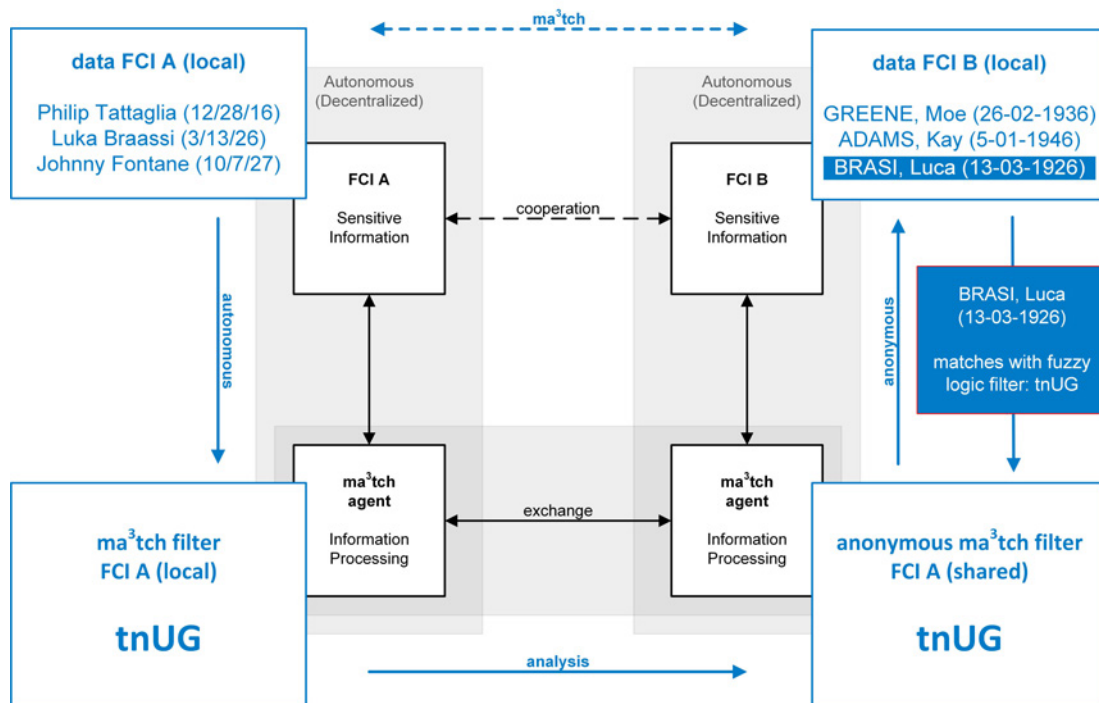 ma³tch
data FCI A (local)
Philip Tattaglia (12/28/16)
Luka Braassi (3/13/26)
Johnny Fontane (10/7/27)
Autonomous
(Decentralized)
Autonomous
(Decentralized)
data FCI B (local)
GREENE, Moe (26-02-1936)
ADAMS, Kay (5-01-1946)
BRASI, Luca (13-03-1926)
FCI A
Sensitive
Information
cooperation
FCI B
Sensitive
Information
autonomous
anonymous
BRASI, Luca
(13-03-1926)
matches with fuzzy
logic filter: tnUG
ma³tch
agent
Information
Processing
exchange
ma³tch
agent
Information
Processing
ma³tch filter
FCI A (local)
tnUG
anonymous ma³tch filter
FCI A (shared)
tnUG
analysis